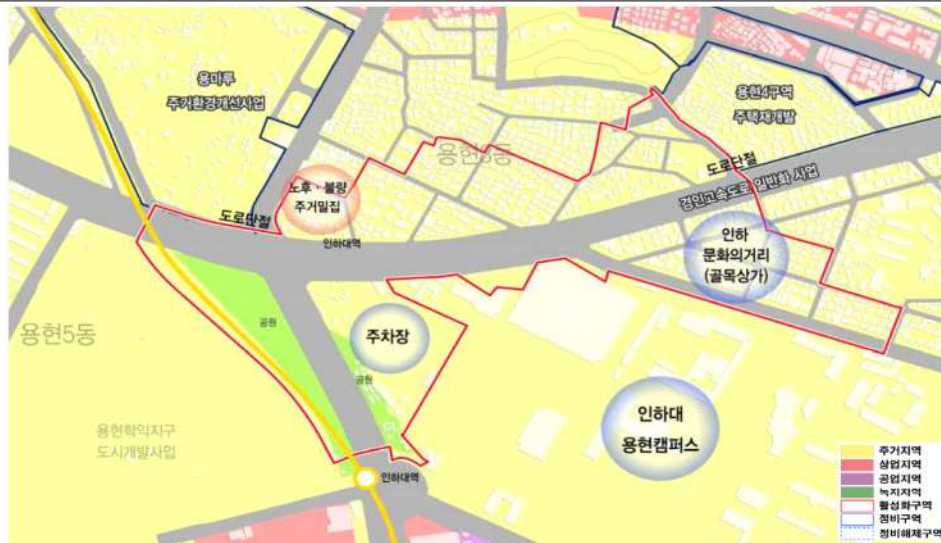 용마루
주거환경개선사업
용현4구역
주택재개발
용현3동
도로단절
경인고속도로 일반화 사업
노후·불량
주거밀집
도로단절
인하대역
인하
문화의거리
(골목상가)
공원
용현5동
주차장
공원
인하대
용현캠퍼스
용현학익지구
도시개발사업
인하대역
주거지역
상업지역
공업지역
녹지지역
활성화구역
정비구역
정비해제구역